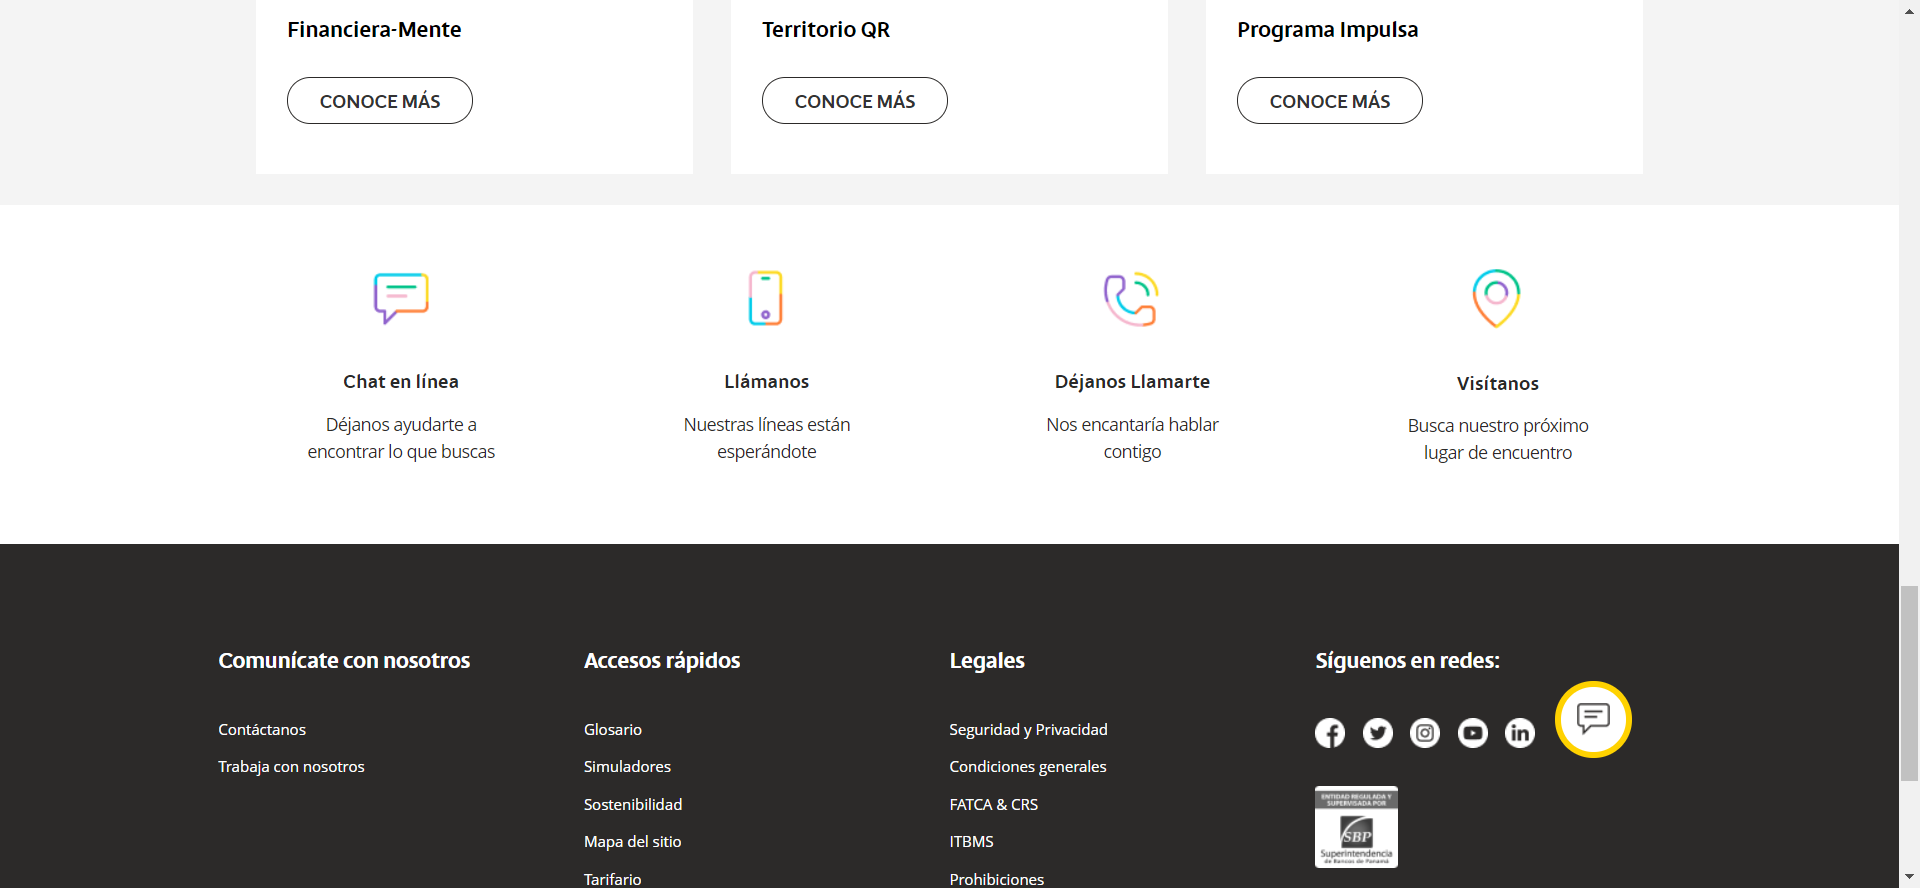 Financiera-Mente
CONOCE MÁS
Territorio QR
CONOCE MÁS
Programa Impulsa
CONOCE MÁS
Chat en línea
Déjanos ayudarte a
encontrar lo que buscas
Llámanos
Nuestras líneas están
esperándote
Déjanos Llamarte
Nos encantaría hablar
contigo
Visítanos
Busca nuestro próximo
lugar de encuentro
Comunícate con nosotros
Contáctanos
Trabaja con nosotros
Accesos rápidos
Glosario
Simuladores
Sostenibilidad
Mapa del sitio
Tarifario
Legales
Seguridad y Privacidad
Condiciones generales
FATCA & CRS
ITBMS
Prohibiciones
Síguenos en redes:
ENTIDAD REGULADA Y
SUPERVISADA POR
SBP
Superintendencia
de Bancos de Panamá